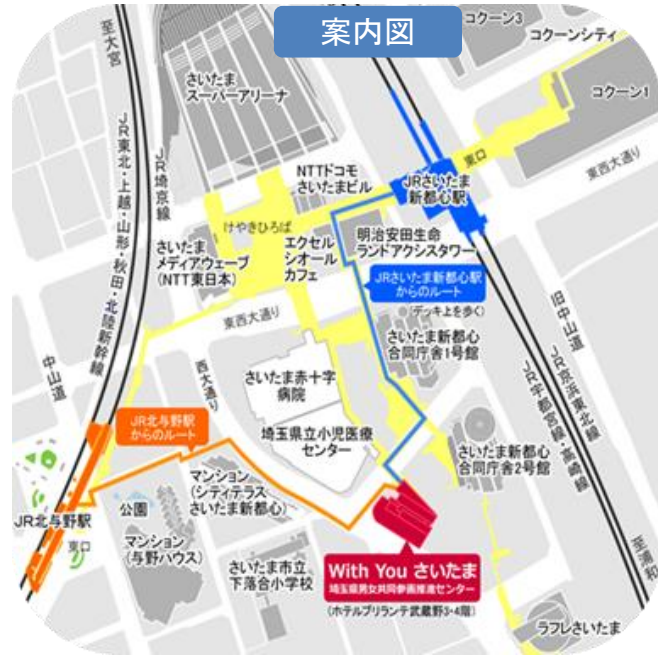 案内図
至大宮
コクーン3
コクーンシティ
コクーン1
さいたま
スーパーアリーナ
JR東北・上越・山形・秋田・北陸新幹線
JR埼京線
NTTドコモ
さいたまビル
東口
JRさいたま
新都心駅
東西大通り
けやきひろば
さいたま
メディアウェーブ
(NTT東日本)
エクセル
シオール
カフェ
明治安田生命
ランドアクシスタワー
JRさいたま新都心駅
からのルート
(デッキ上を歩く)
東西大通り
旧中山道
中山道
西大通り
さいたま新都心
合同庁舎1号館
さいたま赤十字
病院
JR京浜東北線
JR宇都宮線・高崎線
JR北与野駅
からのルート
埼玉県立小児医療
センター
さいたま新都心
合同庁舎2号館
マンション
(シティテラス
さいたま新都心)
公園
JR北与野駅
東口
マンション
(与野ハウス)
さいたま市立
下落合小学校
With You さいたま
埼玉県男女共同参画推進センター
(ホテルブリランテ武蔵野3・4階)
至浦和
ラフレさいたま